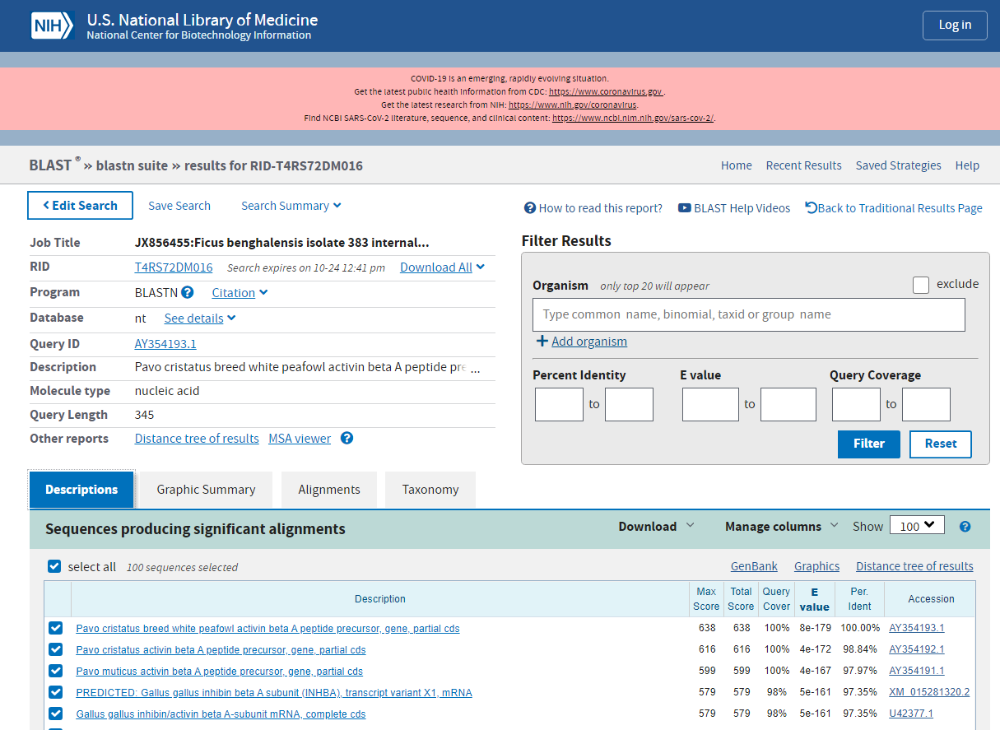 NIH
U.S. National Library of Medicine
National Center for Biotechnology Information
Log in
COVID-19 is an emerging, rapidly evolving situation.
Get the latest public health information from CDC: https://www.coronavirus.gov .
Get the latest research from NIH: https://www.nih.gov/coronavirus.
Find NCBI SARS-CoV-2 literature, sequence, and clinical content: https://www.ncbi.nlm.nih.gov/sars-cov-2/.
BLAST ® » blastn suite » results for RID-T4RS72DM016
Home Recent Results Saved Strategies Help
Edit Search Save Search Search Summary
How to read this report? BLAST Help Videos Back to Traditional Results Page
Job Title JX856455:Ficus benghalensis isolate 383 internal...
RID T4RS72DM016 Search expires on 10-24 12:41 pm Download All
Program BLASTN ? Citation
Database nt See details
Query ID AY354193.1
Description Pavo cristatus breed white peafowl activin beta A peptide pre ...
Molecule type nucleic acid
Query Length 345
Other reports Distance tree of results MSA viewer ?
Filter Results
Organism only top 20 will appear exclude
Type common name, binomial, taxid or group name
+ Add organism
Percent Identity E value Query Coverage
to to to
Filter Reset
Descriptions Graphic Summary Alignments Taxonomy
Sequences producing significant alignments Download Manage columns Show 100 ?
select all 100 sequences selected GenBank Graphics Distance tree of results
Description Max Score Total Score Query Cover E value Per. Ident Accession
Pavo cristatus breed white peafowl activin beta A peptide precursor, gene, partial cds 638 638 100% 8e-179 100.00% AY354193.1
Pavo cristatus activin beta A peptide precursor, gene, partial cds 616 616 100% 4e-172 98.84% AY354192.1
Pavo muticus activin beta A peptide precursor, gene, partial cds 599 599 100% 4e-167 97.97% AY354191.1
PREDICTED: Gallus gallus inhibin beta A subunit (INHBA), transcript variant X1, mRNA 579 579 98% 5e-161 97.35% XM_015281320.2
Gallus gallus inhibin/activin beta A-subunit mRNA, complete cds 579 579 98% 5e-161 97.35% U42377.1